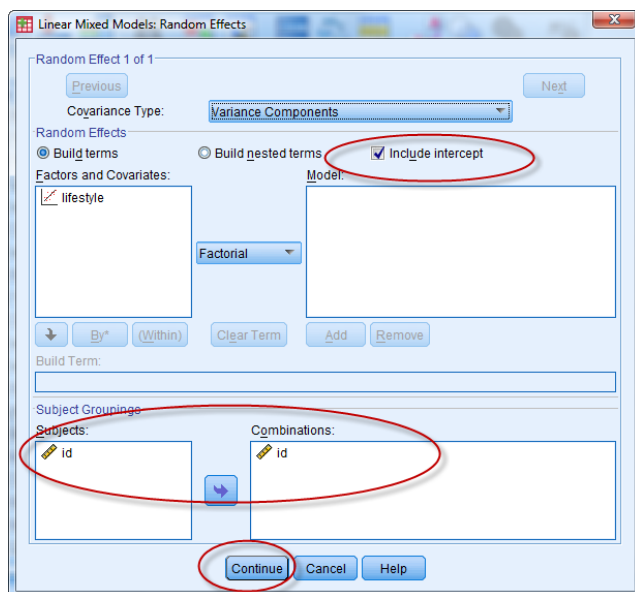 Linear Mixed Models: Random Effects
Random Effect 1 of 1
Previous
Next
Covariance Type:
Variance Components
Random Effects
Build terms
Build nested terms
Include intercept
Factors and Covariates:
Model:
lifestyle
Factorial
By*
(Within)
Clear Term
Add
Remove
Build Term:
Subject Groupings
Subjects:
Combinations:
id
id
Continue
Cancel
Help